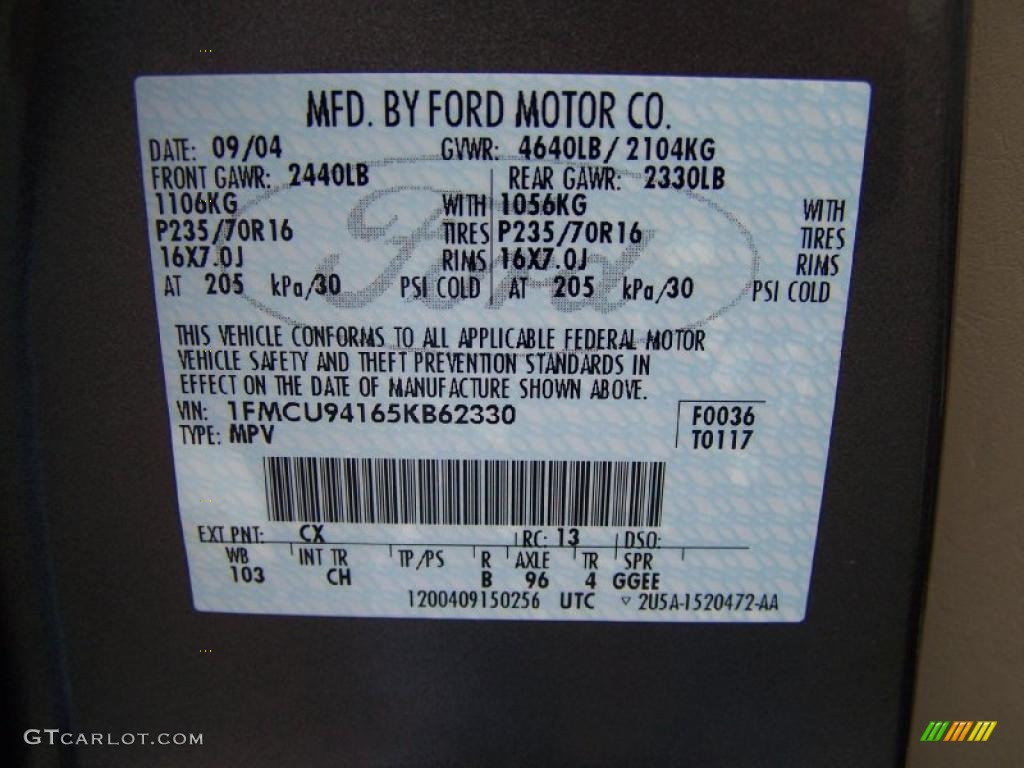 MFD. BY FORD MOTOR CO.
DATE: 09/04 GVWR: 4640LB/ 2104KG
FRONT GAWR: 2440LB REAR GAWR: 2330LB
1106KG WITH 1056KG WITH
P235/70R16 TIRES P235/70R16 TIRES
16X7.0J RIMS 16X7.0J RIMS
AT 205 kPa/30 PSI COLD AT 205 kPa/30 PSI COLD
Ford
THIS VEHICLE CONFORMS TO ALL APPLICABLE FEDERAL MOTOR
VEHICLE SAFETY AND THEFT PREVENTION STANDARDS IN
EFFECT ON THE DATE OF MANUFACTURE SHOWN ABOVE.
VIN: 1FMCU94165KB62330 F0036
TYPE: MPV T0117
EXT PNT: CX RC: 13 DSO:
WB INT TR TP/PS R AXLE TR SPR
103 CH B 96 4 GGEE
1200409150256 UTC 2U5A-1520472-AA
GTCARLOT.COM